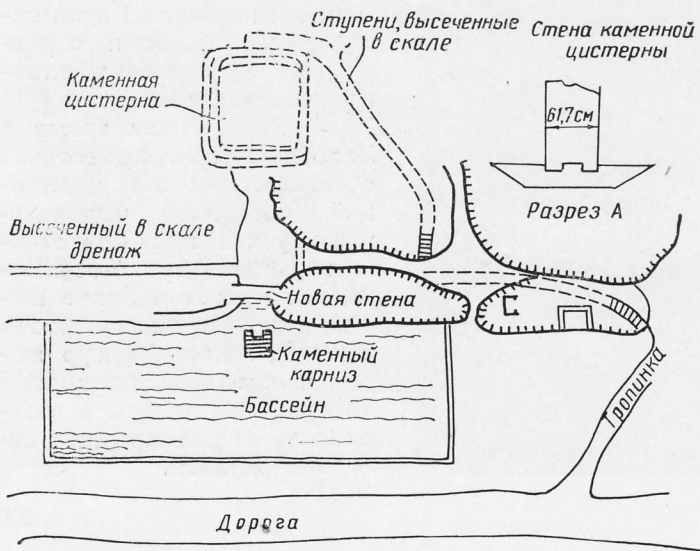 Ступени, высеченные
в скале
Стена каменной
цистерны
Каменная
цистерна
61,7см
Разрез А
Высеченный в скале
дренаж
Новая стена
Каменный
карниз
Бассейн
Тропинка
Дорога